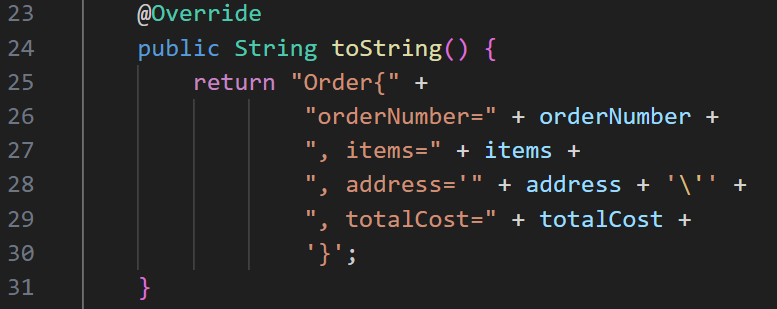 23 @Override
24 public String toString() {
25 return "Order{" +
26 "orderNumber=" + orderNumber +
27 ", items=" + items +
28 ", address='" + address + '\'' +
29 ", totalCost=" + totalCost +
30 '}';
31 }